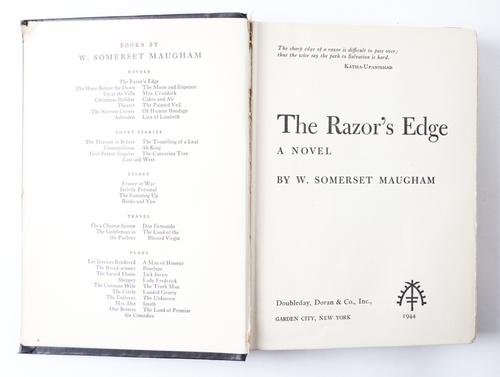 BOOKS BY
W. SOMERSET MAUGHAM
NOVELS
The Razor's Edge
The Hour Before the Dawn The Moon and Sixpence
Up at the Villa Mrs. Craddock
Christmas Holiday Cakes and Ale
Theatre The Painted Veil
The Narrow Corner Of Human Bondage
Ashenden Liza of Lambeth
SHORT STORIES
The Mixture as Before The Trembling of a Leaf
Cosmopolitans Ah King
First Person Singular The Casuarina Tree
East and West
ESSAYS
France at War
Strictly Personal
The Summing Up
Books and You
TRAVEL
On a Chinese Screen Don Fernando
The Gentleman in The Land of the
the Parlour Blessed Virgin
PLAYS
For Services Rendered A Man of Honour
The Bread-winner Penelope
The Sacred Flame Jack Straw
Sheppey Lady Frederick
The Constant Wife The Tenth Man
The Circle Landed Gentry
The Explorer The Unknown
Mrs. Dot Smith
Our Betters The Land of Promise
Six Comedies
The sharp edge of a razor is difficult to pass over;
thus the wise say the path to Salvation is hard.
KATHA-UPANISHAD
The Razor's Edge
A NOVEL
BY W. SOMERSET MAUGHAM
Doubleday, Doran & Co., Inc.,
GARDEN CITY, NEW YORK
1944